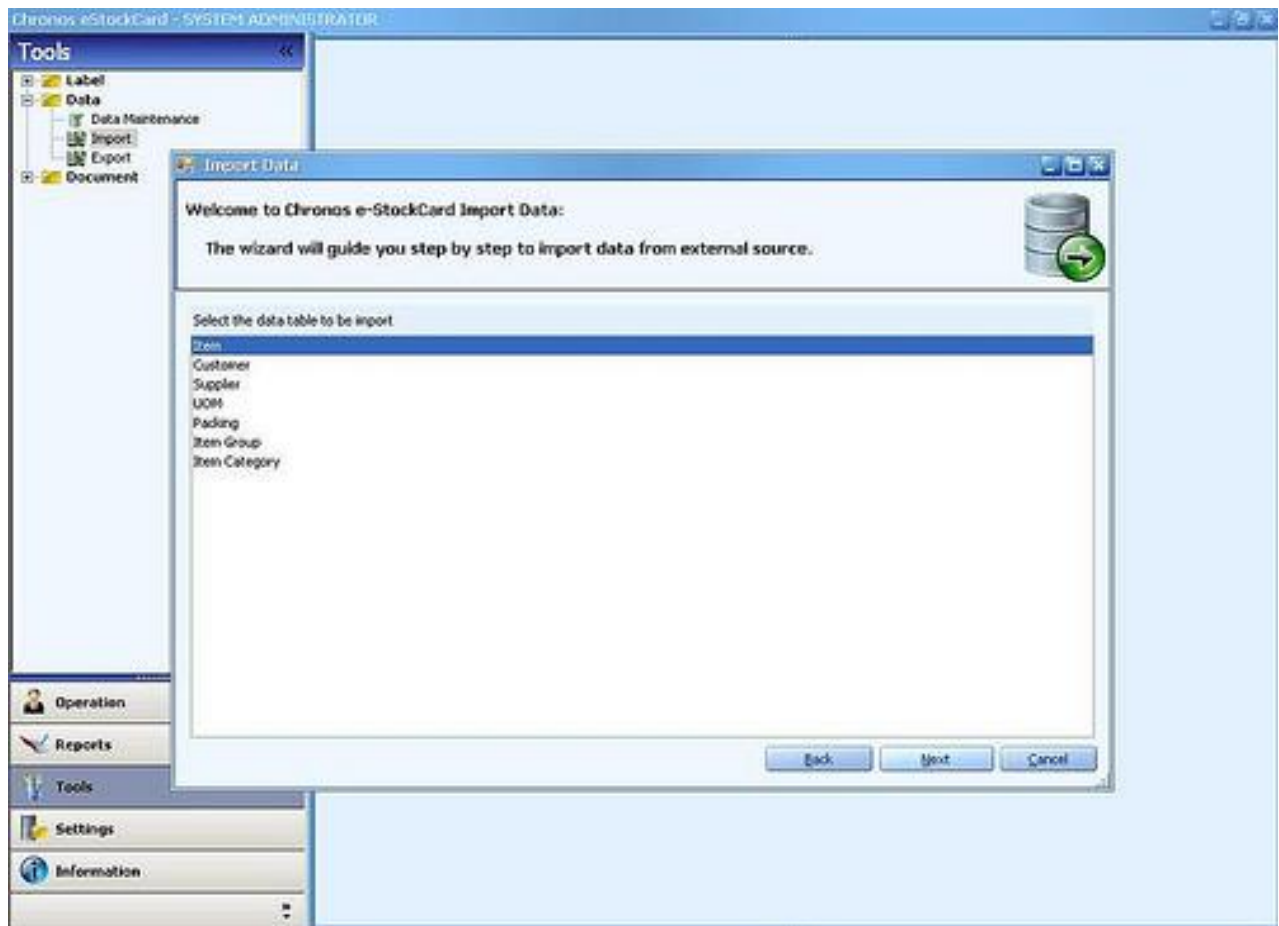 Chronos eStockCard - SYSTEM ADMINISTRATOR
Tools
Label
Data
Data Maintenance
Import
Export
Document
Import Data
Welcome to Chronos e-StockCard Import Data:
The wizard will guide you step by step to import data from external source.
Select the data table to be import
Item
Customer
Supplier
UOM
Packing
Item Group
Item Category
Back
Next
Cancel
Operation
Reports
Tools
Settings
Information